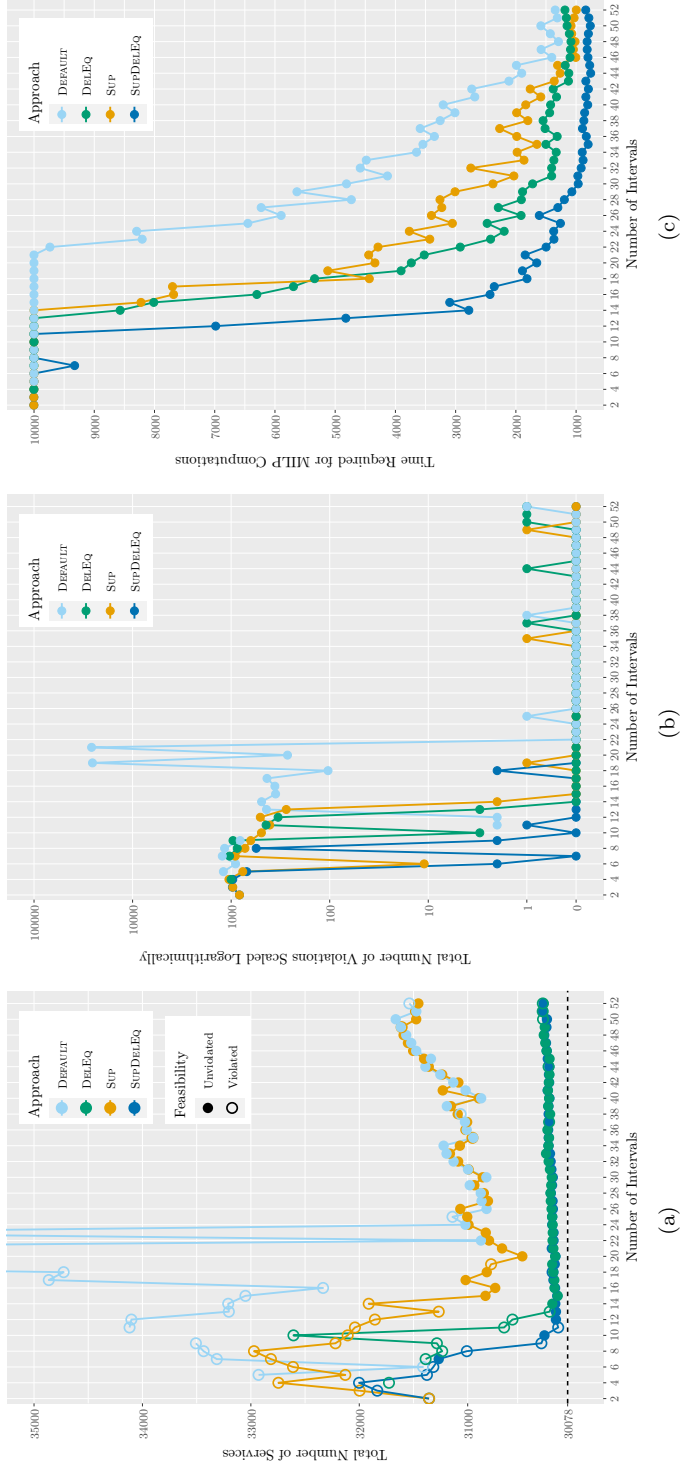 35000
34000
33000
32000
31000
30078
2 4 6 8 10 12 14 16 18 20 22 24 26 28 30 32 34 36 38 40 42 44 46 48 50 52
Number of Intervals
Total Number of Services
Approach
DEFAULT
DELEQ
SUP
SUPDELEQ
Feasibility
Unviolated
Violated
(a)
100000
10000
1000
100
10
1
0
2 4 6 8 10 12 14 16 18 20 22 24 26 28 30 32 34 36 38 40 42 44 46 48 50 52
Number of Intervals
Total Number of Violations Scaled Logarithmically
Approach
DEFAULT
DELEQ
SUP
SUPDELEQ
(b)
10000
9000
8000
7000
6000
5000
4000
3000
2000
1000
2 4 6 8 10 12 14 16 18 20 22 24 26 28 30 32 34 36 38 40 42 44 46 48 50 52
Number of Intervals
Time Required for MILP Computations
Approach
DEFAULT
DELEQ
SUP
SUPDELEQ
(c)